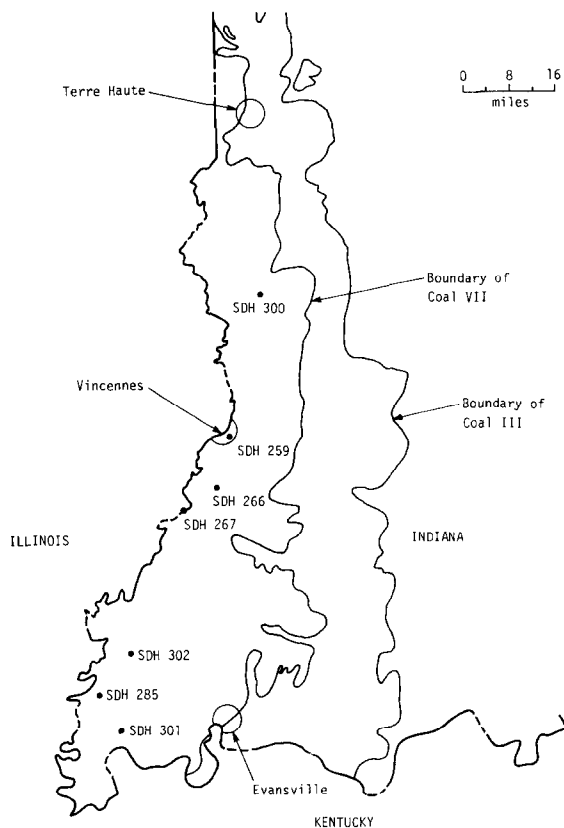 Terre Haute
0 8 16
miles
Boundary of
Coal VII
SDH 300
Vincennes
Boundary of
Coal III
SDH 259
SDH 266
SDH 267
ILLINOIS
INDIANA
SDH 302
SDH 285
SDH 301
Evansville
KENTUCKY